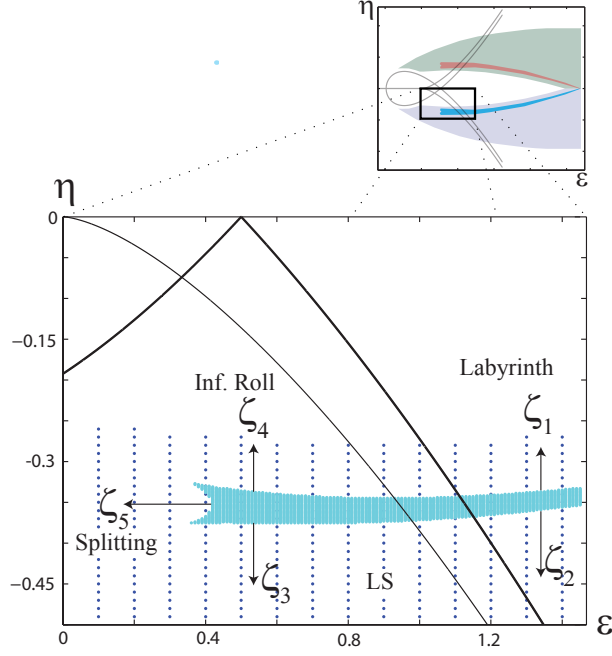 η
ε
η
0
-0.15
-0.3
-0.45
Inf. Roll
Labyrinth
ζ4
ζ1
ζ5
Splitting
ζ3
LS
ζ2
0
0.4
0.8
1.2
ε